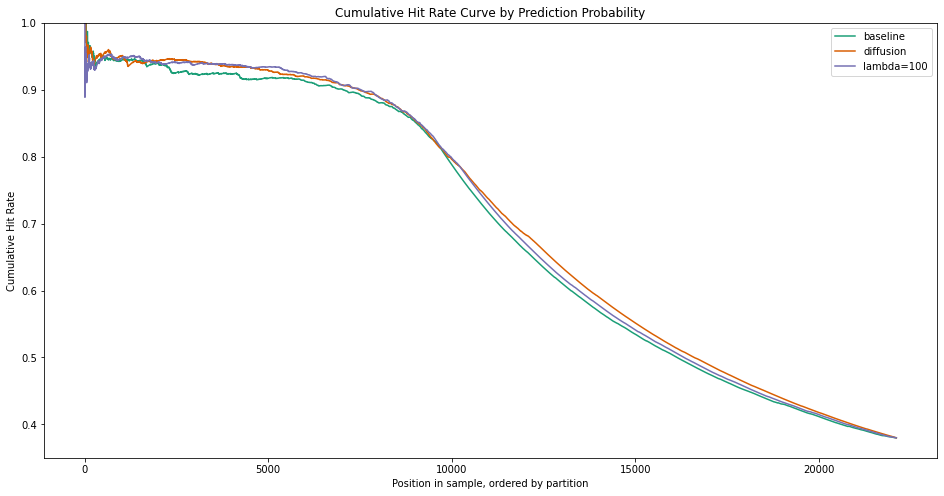 Cumulative Hit Rate Curve by Prediction Probability
baseline
diffusion
lambda=100
Cumulative Hit Rate
1.0
0.9
0.8
0.7
0.6
0.5
0.4
0
5000
10000
15000
20000
Position in sample, ordered by partition